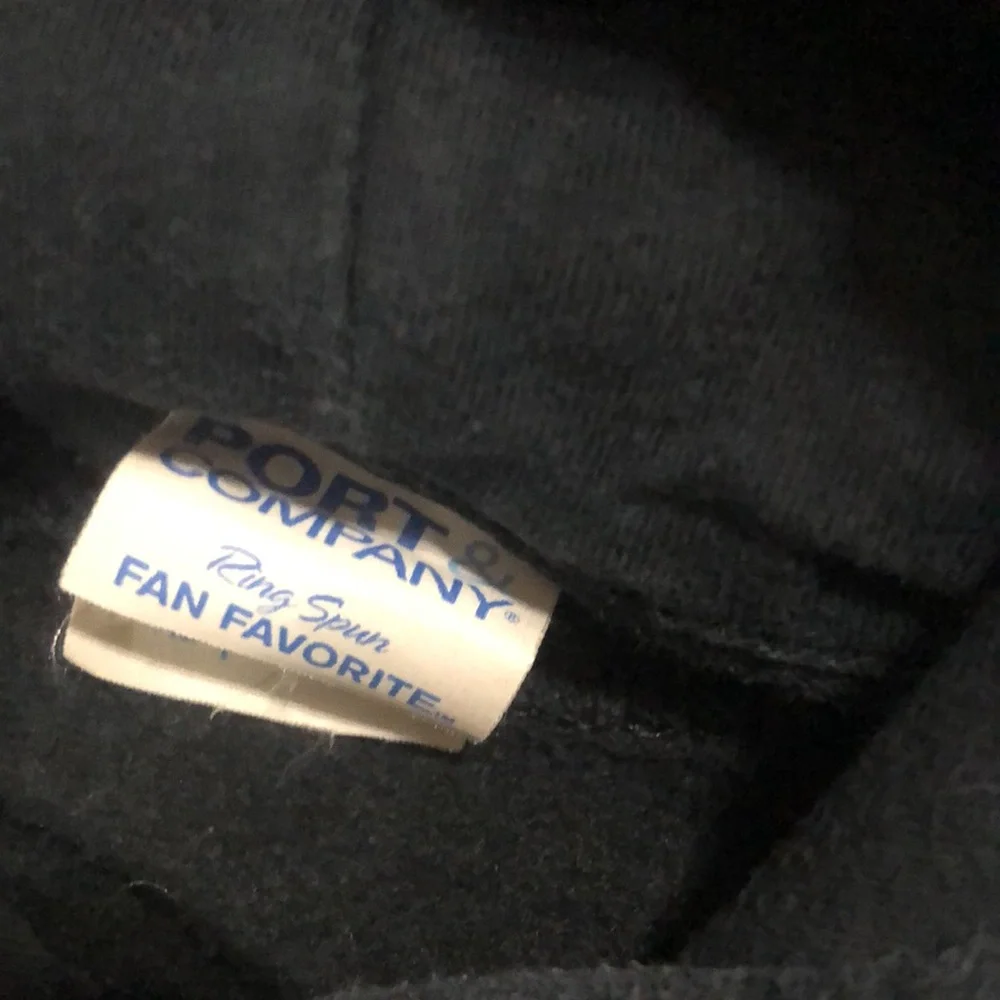 PORT &
COMPANY®
Ring Spun
FAN FAVORITE™